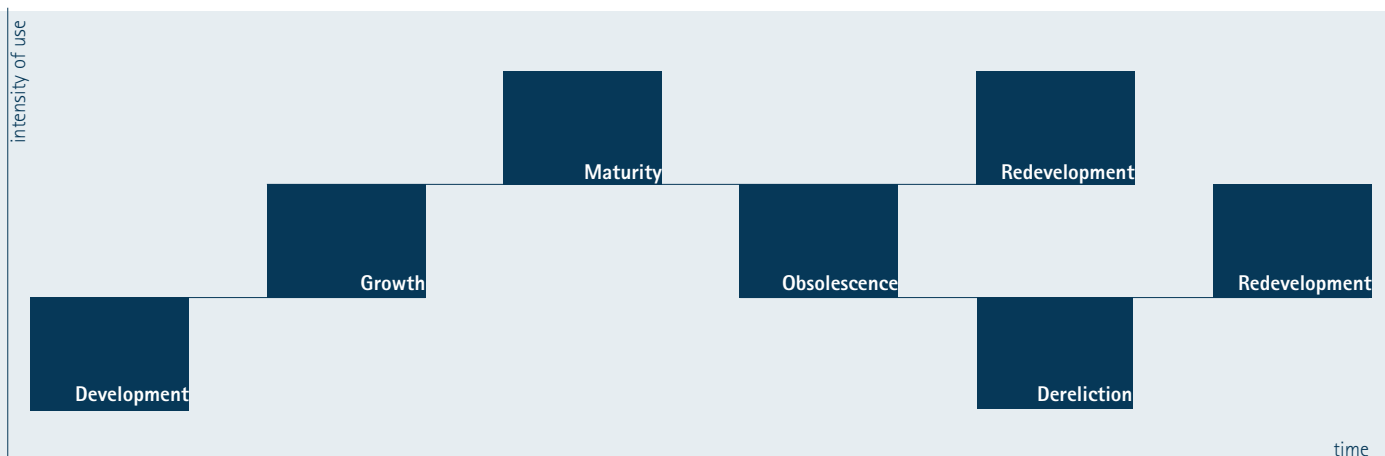 intensity of use
Maturity
Redevelopment
Growth
Obsolescence
Redevelopment
Development
Dereliction
time